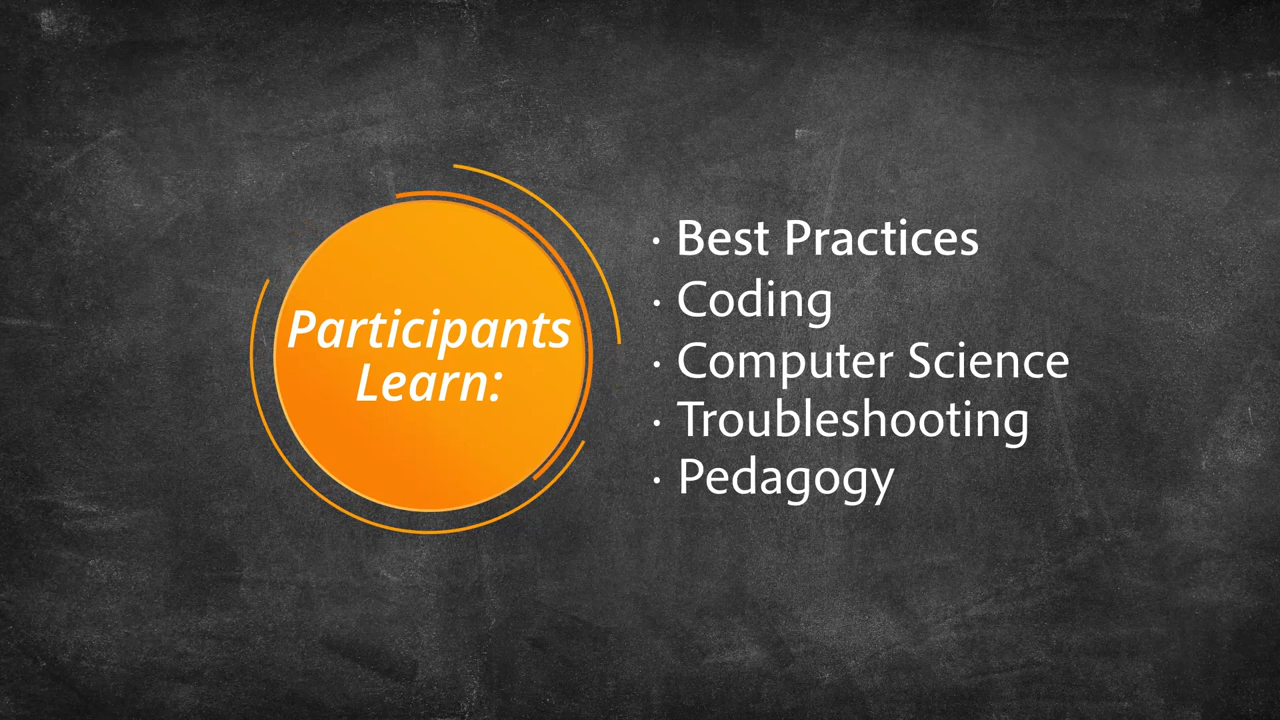 Participants
Learn:
· Best Practices
· Coding
· Computer Science
· Troubleshooting
· Pedagogy